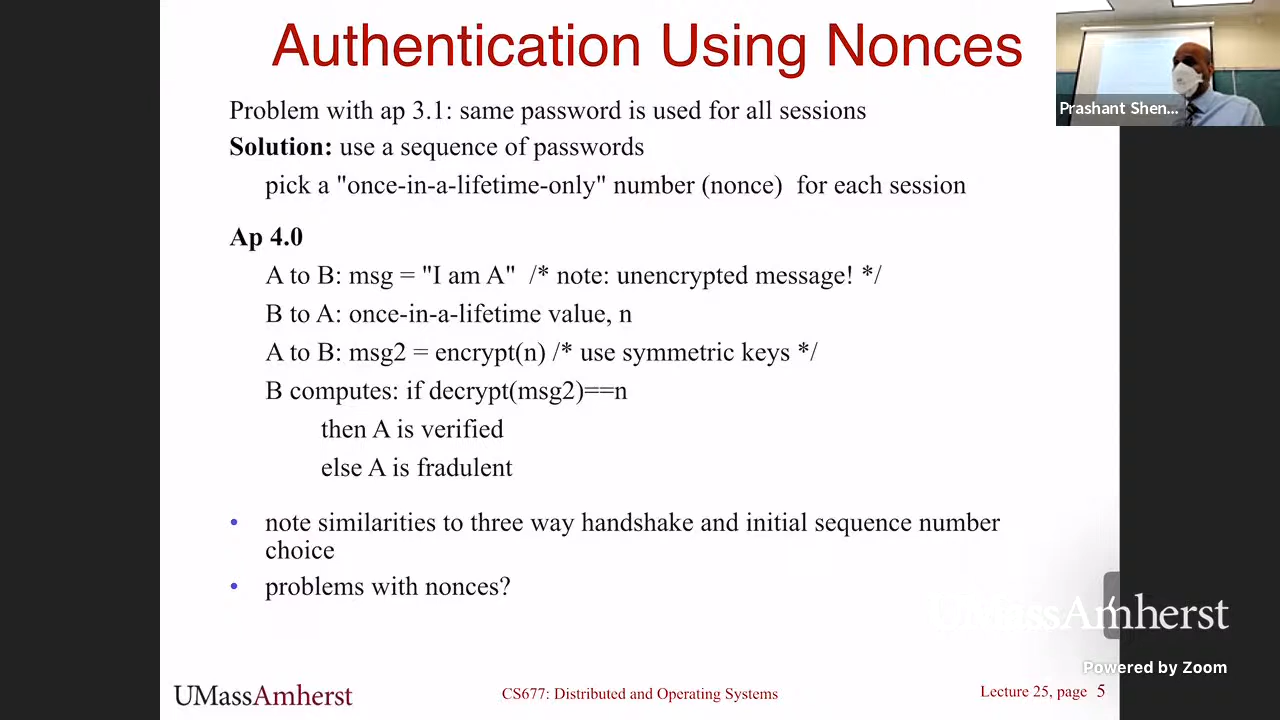 Authentication Using Nonces
Prashant Shen...
Problem with ap 3.1: same password is used for all sessions
Solution: use a sequence of passwords
pick a "once-in-a-lifetime-only" number (nonce) for each session
Ap 4.0
A to B: msg = "I am A" /* note: unencrypted message! */
B to A: once-in-a-lifetime value, n
A to B: msg2 = encrypt(n) /* use symmetric keys */
B computes: if decrypt(msg2)==n
then A is verified
else A is fradulent
• note similarities to three way handshake and initial sequence number
choice
• problems with nonces?
UMassAmherst
Powered by Zoom
UMassAmherst
CS677: Distributed and Operating Systems
Lecture 25, page 5